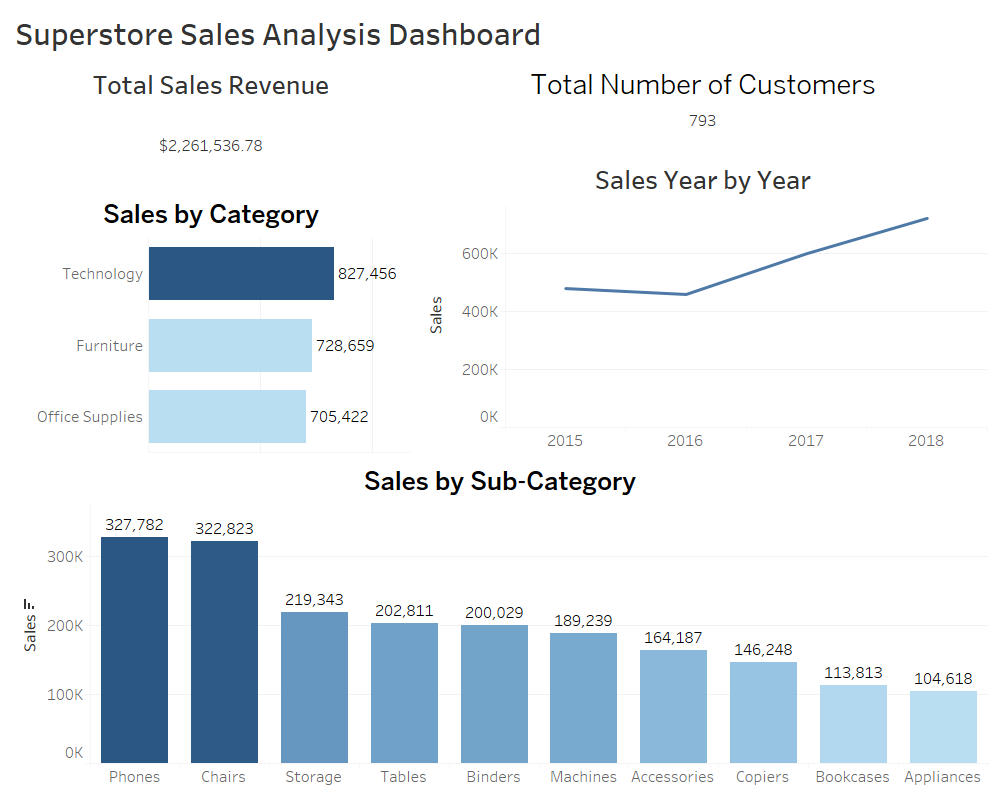 Superstore Sales Analysis Dashboard
Total Sales Revenue
$2,261,536.78
Total Number of Customers
793
Sales by Category
Technology 827,456
Furniture 728,659
Office Supplies 705,422
Sales Year by Year
Sales
600K
400K
200K
0K
2015 2016 2017 2018
Sales by Sub-Category
Sales
300K
200K
100K
0K
327,782 322,823 219,343 202,811 200,029 189,239 164,187 146,248 113,813 104,618
Phones Chairs Storage Tables Binders Machines Accessories Copiers Bookcases Appliances